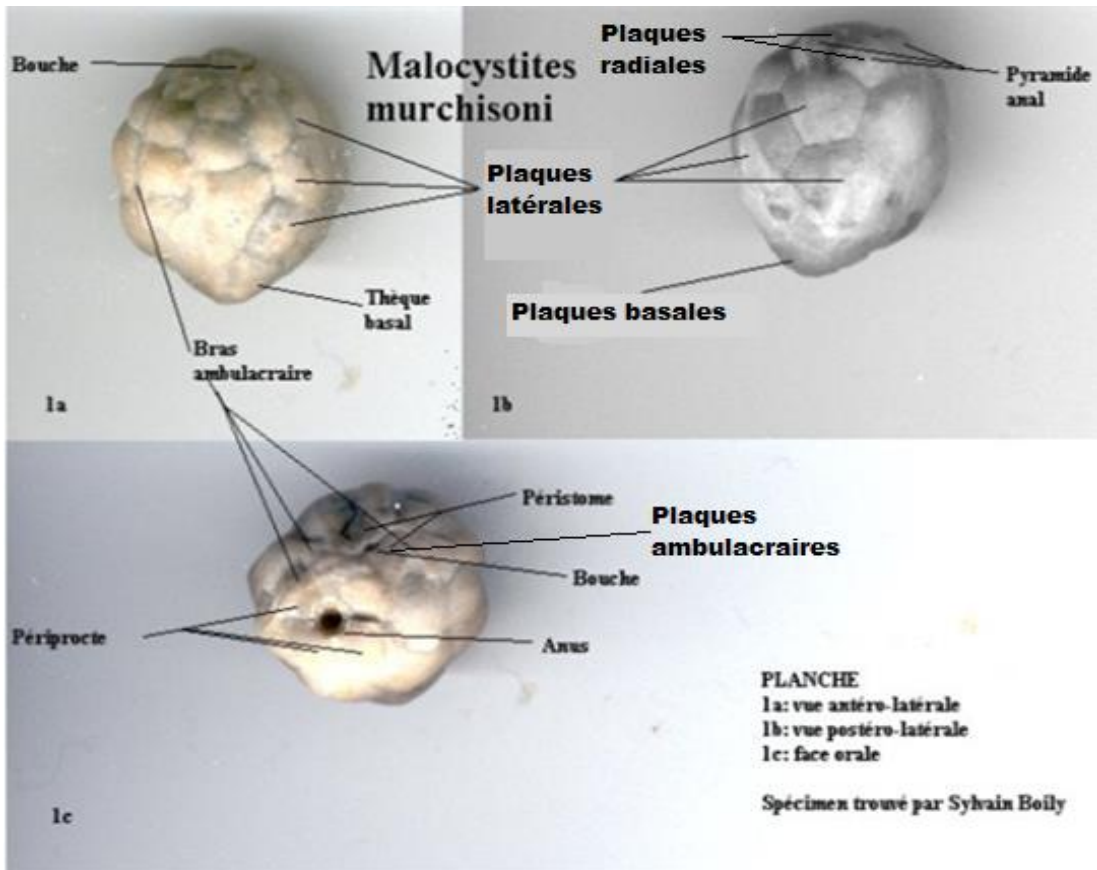 Bouche
Malocystites
murchisoni
Plaques
radiales
Pyramide
anal
Plaques
latérales
Thèque
basal
Plaques basales
Bras
ambulacraire
1a
1b
Péristome
Plaques
ambulacraires
Bouche
Périprocte
Anus
PLANCHE
1a: vue antéro-latérale
1b: vue postéro-latérale
1c: face orale
Spécimen trouvé par Sylvain Boily
1c